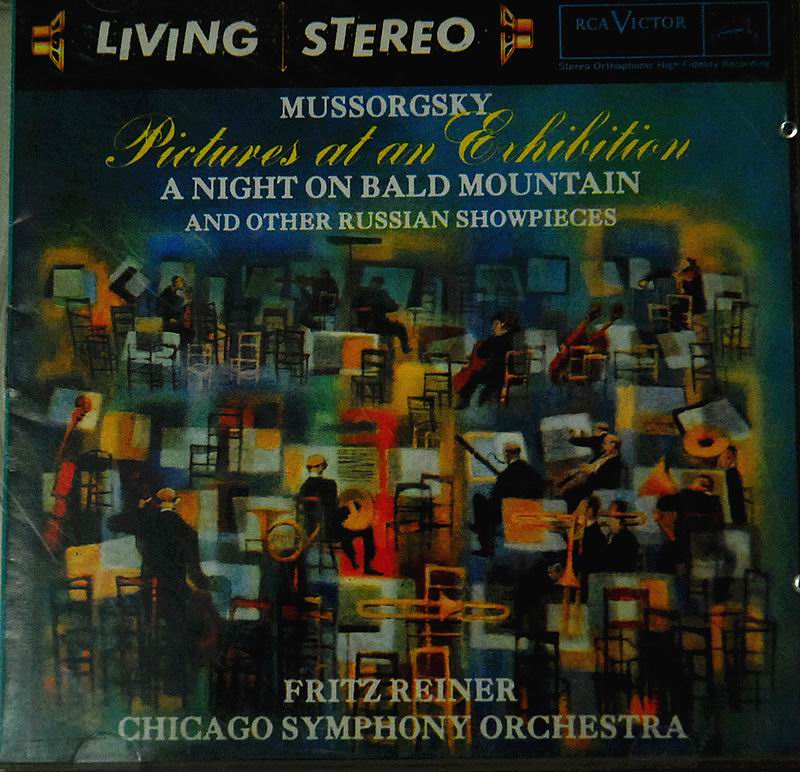 LIVING STEREO
RCA VICTOR
Stereo-Orthophonic High Fidelity Recording
MUSSORGSKY
Pictures at an Exhibition
A NIGHT ON BALD MOUNTAIN
AND OTHER RUSSIAN SHOWPIECES
FRITZ REINER
CHICAGO SYMPHONY ORCHESTRA